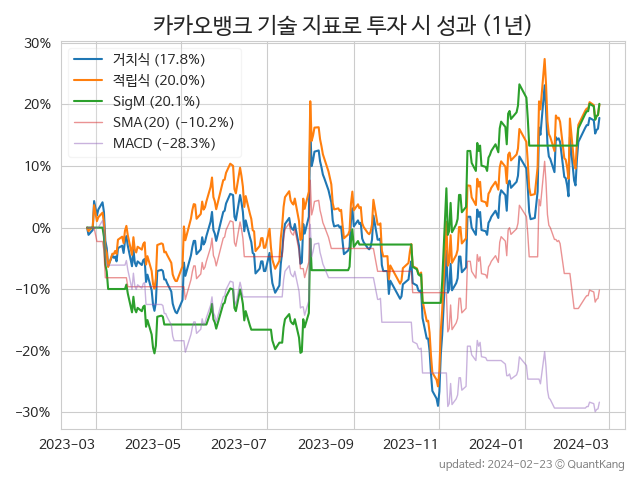 카카오뱅크 기술 지표로 투자 시 성과 (1년)
30%
20%
10%
0%
−10%
−20%
−30%
거치식 (17.8%)
적립식 (20.0%)
SigM (20.1%)
SMA(20) (−10.2%)
MACD (−28.3%)
2023-03
2023-05
2023-07
2023-09
2023-11
2024-01
2024-03
updated: 2024-02-23 ⓒ QuantKang